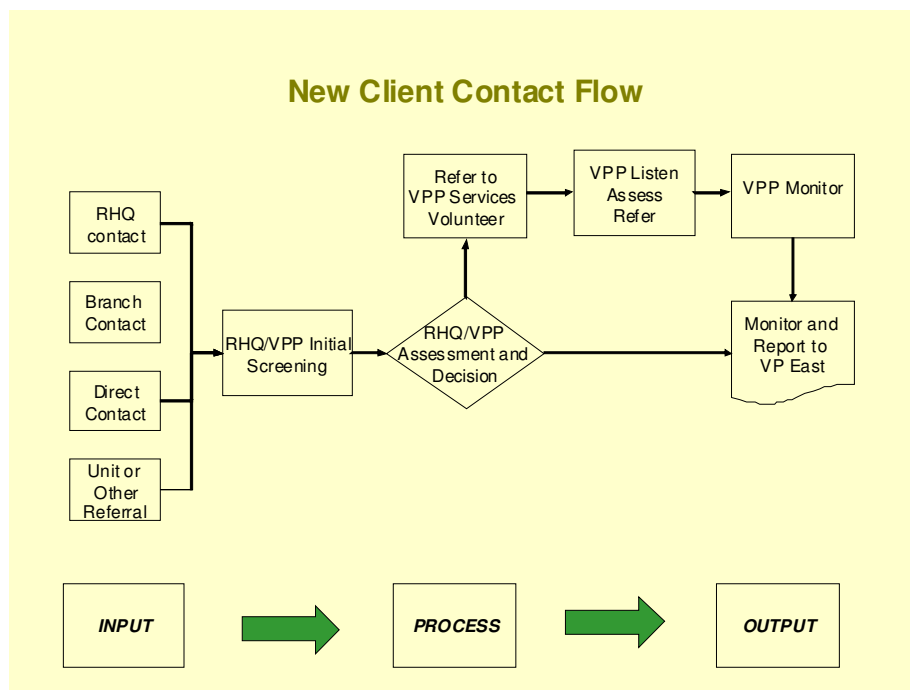 New Client Contact Flow
RHQ
contact
Branch
Contact
Direct
Contact
Unit or
Other
Referral
RHQ/VPP Initial
Screening
RHQ/VPP
Assessment and
Decision
Refer to
VPP Services
Volunteer
VPP Listen
Assess
Refer
VPP Monitor
Monitor and
Report to
VP East
INPUT
PROCESS
OUTPUT